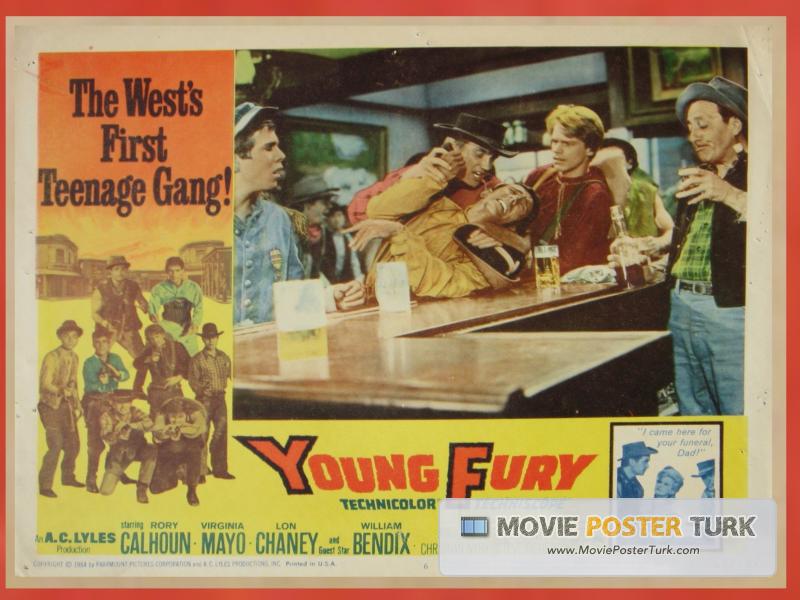 The West's
First
Teenage Gang!
YOUNG FURY
TECHNICOLOR® TECHNISCOPE
"I came here for
your funeral,
Dad!"
An A.C. LYLES Production
starring RORY CALHOUN · VIRGINIA MAYO · LON CHANEY and Guest Star WILLIAM BENDIX
COPYRIGHT © 1964 by PARAMOUNT PICTURES CORPORATION and A.C. LYLES PRODUCTIONS, INC. Printed in U.S.A.
6
MOVIE POSTER TURK
www.MoviePosterTurk.com